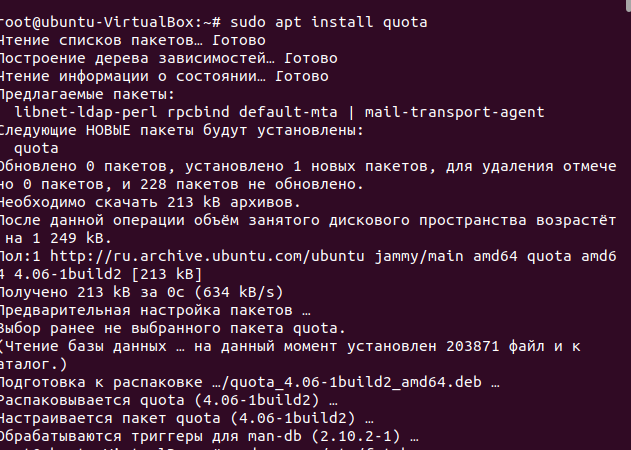 root@ubuntu-VirtualBox:~# sudo apt install quota
Чтение списков пакетов… Готово
Построение дерева зависимостей… Готово
Чтение информации о состоянии… Готово
Предлагаемые пакеты:
libnet-ldap-perl rpcbind default-mta | mail-transport-agent
Следующие НОВЫЕ пакеты будут установлены:
quota
Обновлено 0 пакетов, установлено 1 новых пакетов, для удаления отмече
но 0 пакетов, и 228 пакетов не обновлено.
Необходимо скачать 213 kB архивов.
После данной операции объём занятого дискового пространства возрастёт
на 1 249 kB.
Пол:1 http://ru.archive.ubuntu.com/ubuntu jammy/main amd64 quota amd6
4 4.06-1build2 [213 kB]
Получено 213 kB за 0с (634 kB/s)
Предварительная настройка пакетов …
Выбор ранее не выбранного пакета quota.
(Чтение базы данных … на данный момент установлен 203871 файл и к
аталог.)
Подготовка к распаковке …/quota_4.06-1build2_amd64.deb …
Распаковывается quota (4.06-1build2) …
Настраивается пакет quota (4.06-1build2) …
Обрабатываются триггеры для man-db (2.10.2-1) …